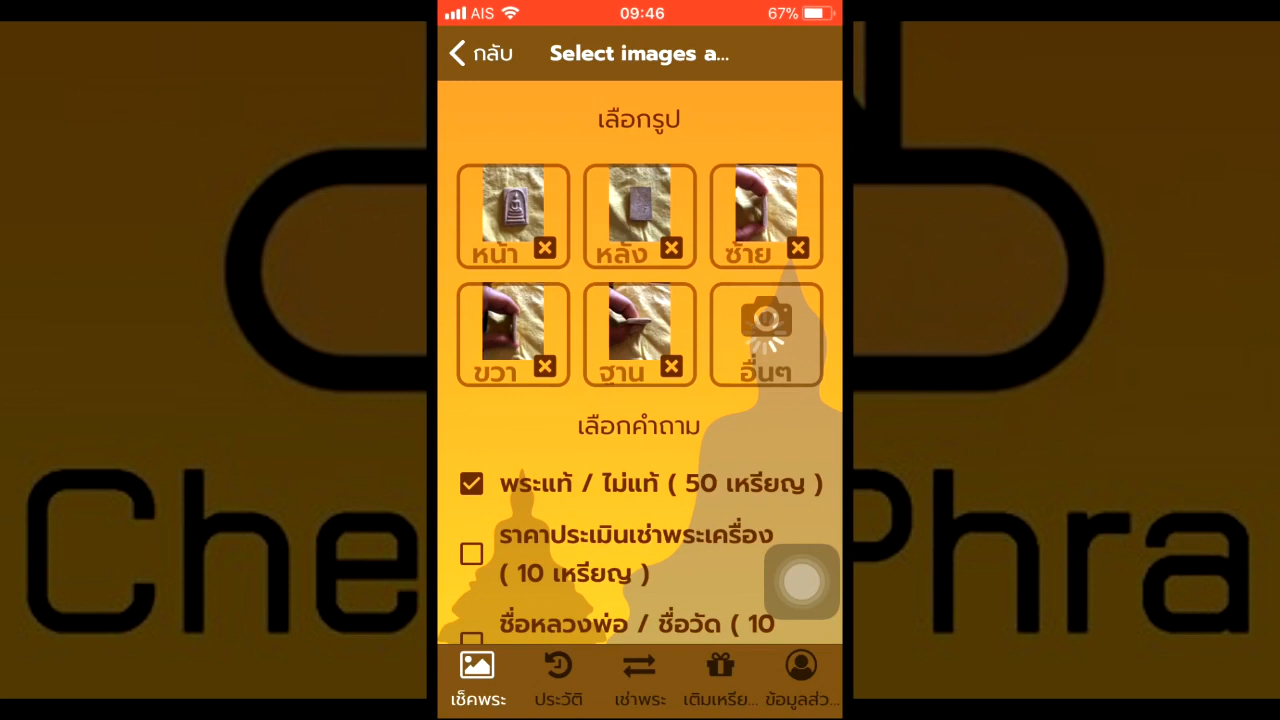 AIS 09:46 67%
กลับ Select images a...
เลือกรูป
หน้า หลัง ซ้าย
ขวา ฐาน อื่นๆ
เลือกคำถาม
พระแท้ / ไม่แท้ ( 50 เหรียญ )
ราคาประเมินเช่าพระเครื่อง
( 10 เหรียญ )
ชื่อหลวงพ่อ / ชื่อวัด ( 10
เช็คพระ ประวัติ เช่าพระ เติมเหรีย... ข้อมูลส่ว...
Che Phra